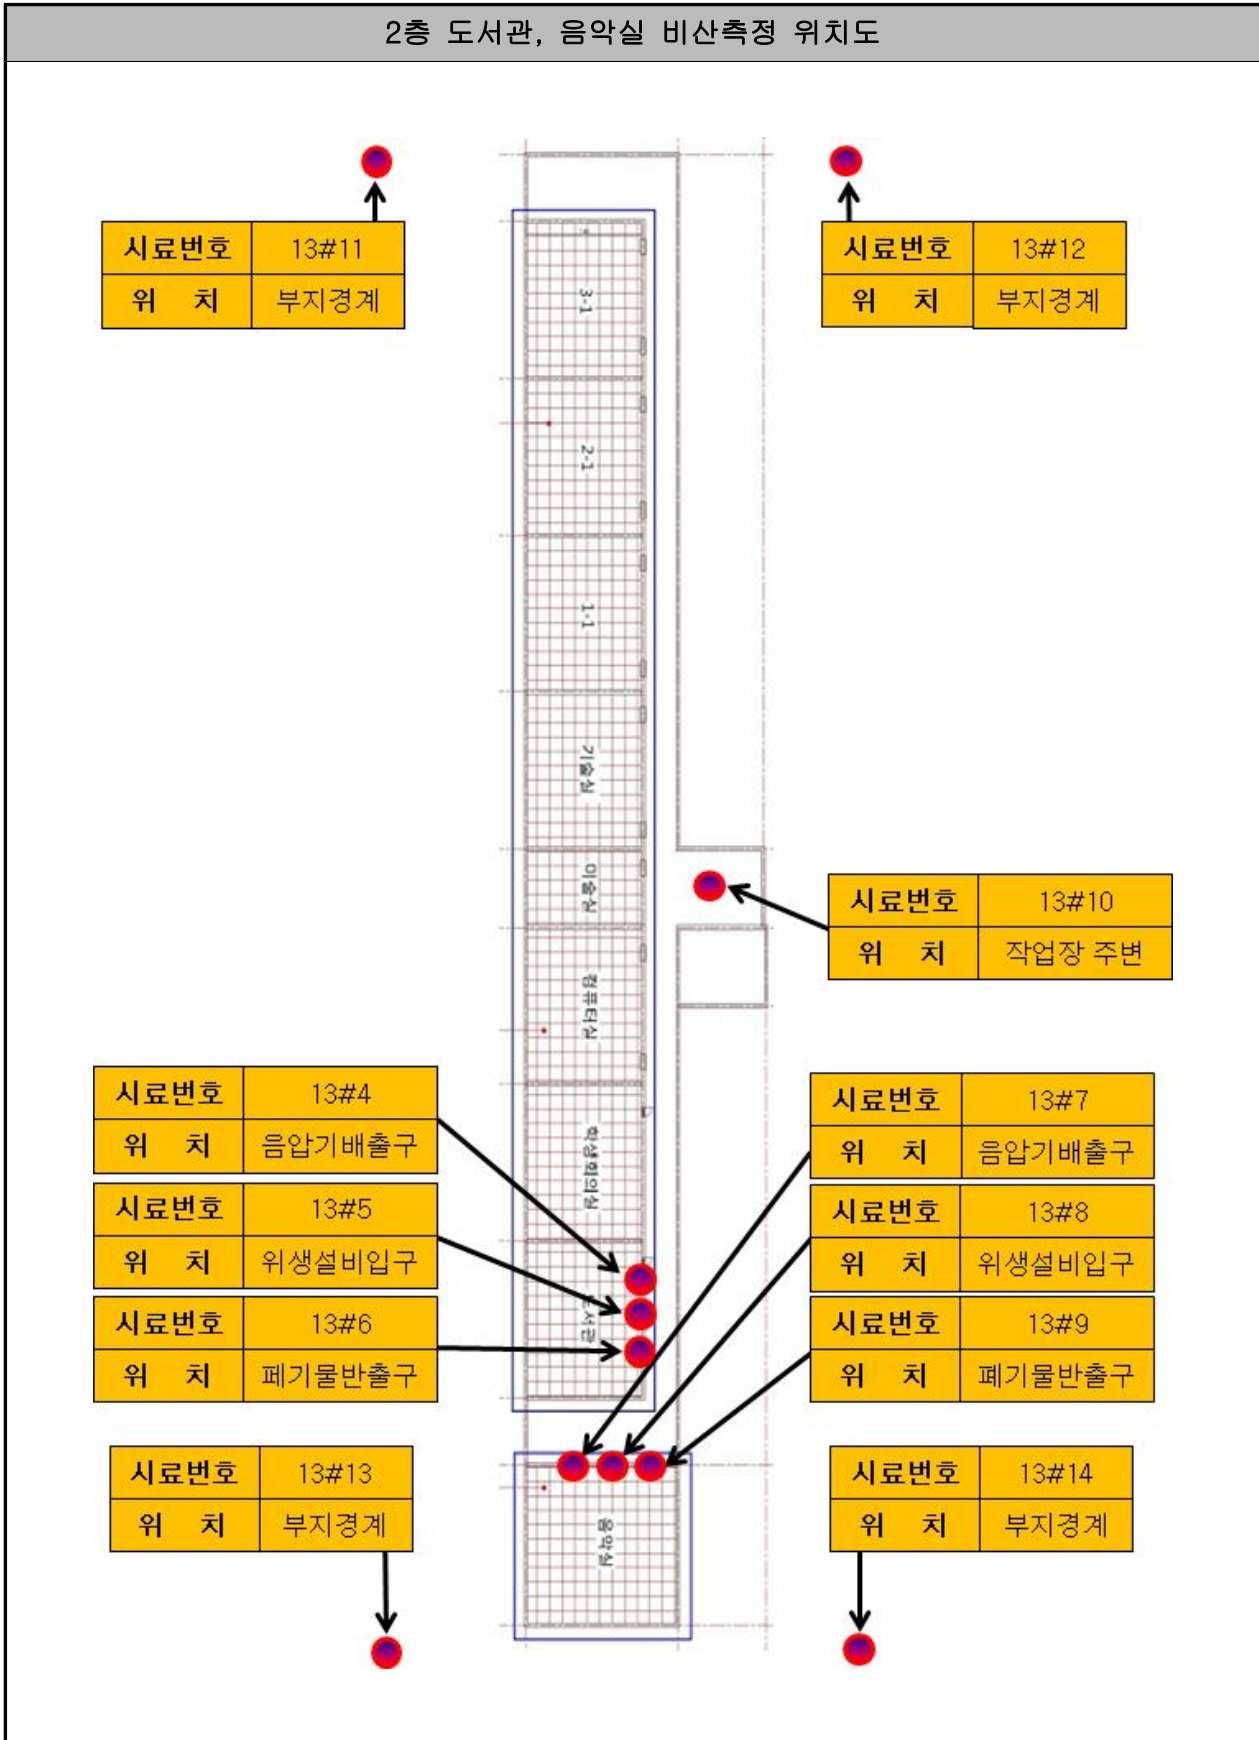 2층 도서관, 음악실 비산측정 위치도
시료번호 13#11
위 치 부지경계
시료번호 13#12
위 치 부지경계
3-1
2-1
1-1
기술실
미술실
시료번호 13#10
위 치 작업장 주변
컴퓨터실
시료번호 13#4
위 치 음압기배출구
시료번호 13#7
위 치 음압기배출구
학생회의실
시료번호 13#5
위 치 위생설비입구
시료번호 13#8
위 치 위생설비입구
시료번호 13#6
위 치 페기물반출구
시료번호 13#9
위 치 폐기물반출구
도서관
시료번호 13#13
위 치 부지경계
시료번호 13#14
위 치 부지경계
음악실